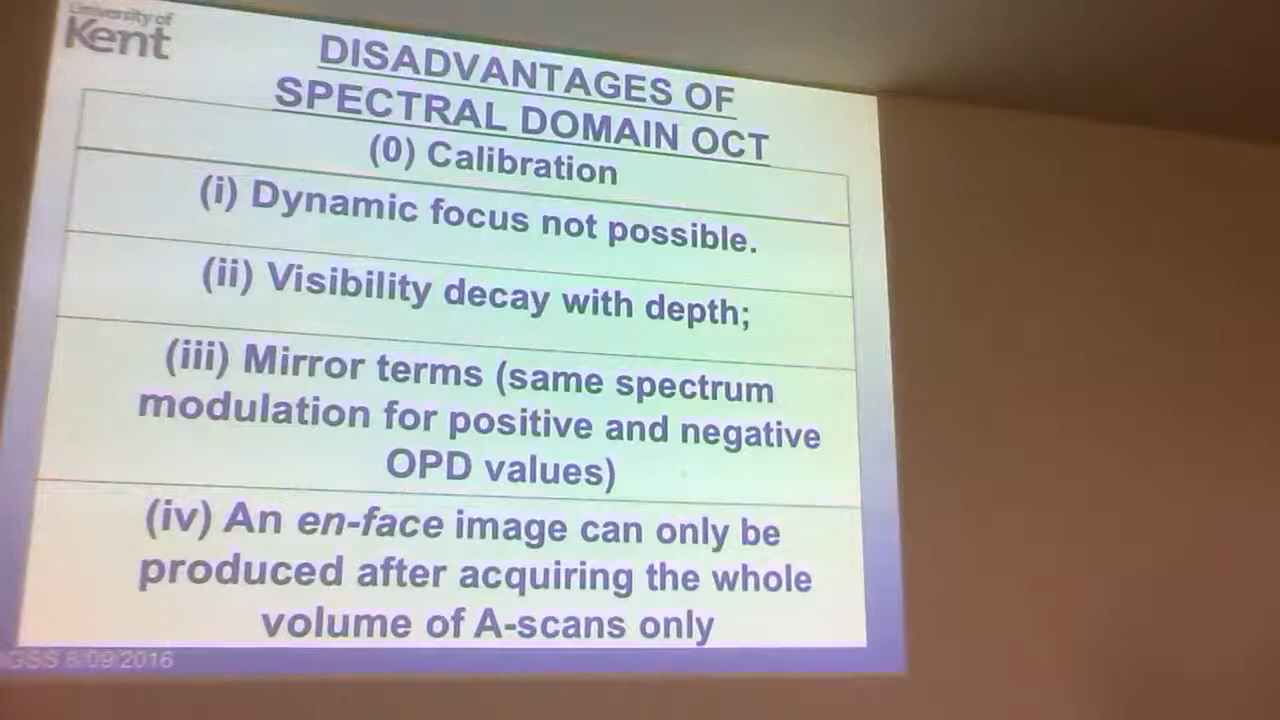 University of
Kent
DISADVANTAGES OF
SPECTRAL DOMAIN OCT
(0) Calibration
(i) Dynamic focus not possible.
(ii) Visibility decay with depth;
(iii) Mirror terms (same spectrum
modulation for positive and negative
OPD values)
(iv) An en-face image can only be
produced after acquiring the whole
volume of A-scans only
6/09/2016